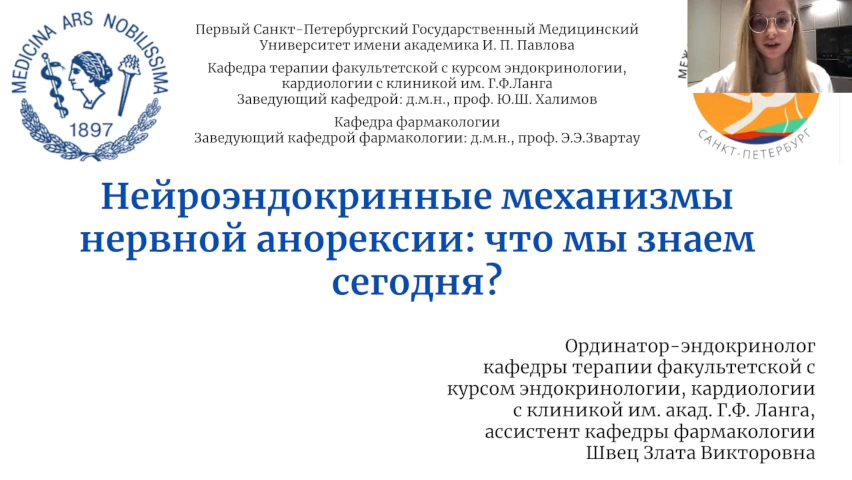 MEDICINA ARS NOBILISSIMA
1897
Первый Санкт-Петербургский Государственный Медицинский
Университет имени академика И. П. Павлова
Кафедра терапии факультетской с курсом эндокринологии,
кардиологии с клиникой им. Г.Ф.Ланга
Заведующий кафедрой: д.м.н., проф. Ю.Ш. Халимов
Кафедра фармакологии
Заведующий кафедрой фармакологии: д.м.н., проф. Э.Э.Звартау
САНКТ-ПЕТЕРБУРГ
Нейроэндокринные механизмы
нервной анорексии: что мы знаем
сегодня?
Ординатор-эндокринолог
кафедры терапии факультетской с
курсом эндокринологии, кардиологии
с клиникой им. акад. Г.Ф. Ланга,
ассистент кафедры фармакологии
Швец Злата Викторовна